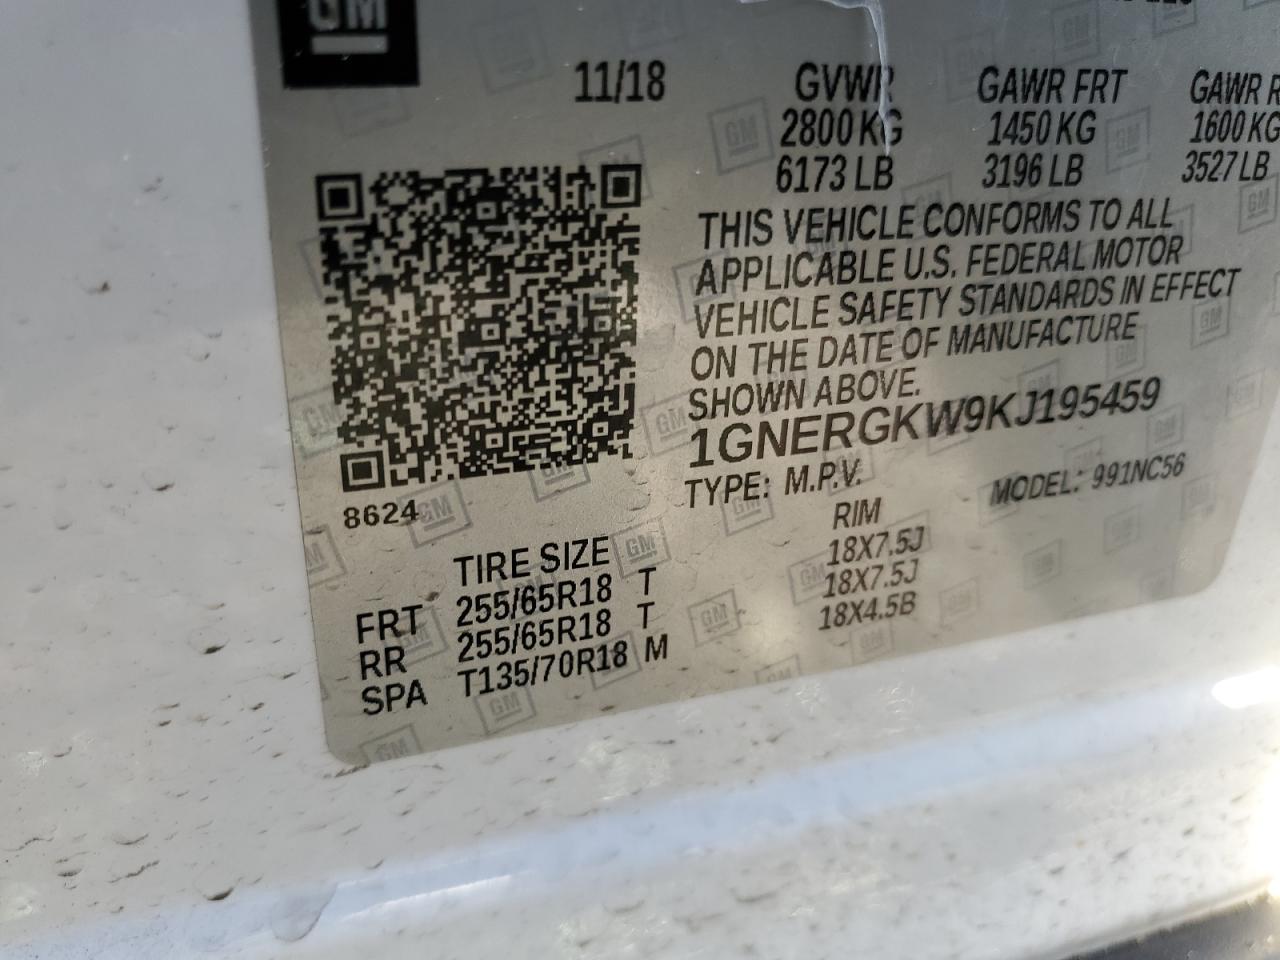 GM
11/18 GVWR GAWR FRT GAWR
2800 KG 1450 KG 1600 KG
6173 LB 3196 LB 3527 LB
THIS VEHICLE CONFORMS TO ALL
APPLICABLE U.S. FEDERAL MOTOR
VEHICLE SAFETY STANDARDS IN EFFECT
ON THE DATE OF MANUFACTURE
SHOWN ABOVE.
1GNERGKW9KJ195459
TYPE: M.P.V. MODEL: 991NC56
8624
TIRE SIZE RIM
FRT 255/65R18 T 18X7.5J
RR 255/65R18 T 18X7.5J
SPA T135/70R18 M 18X4.5B